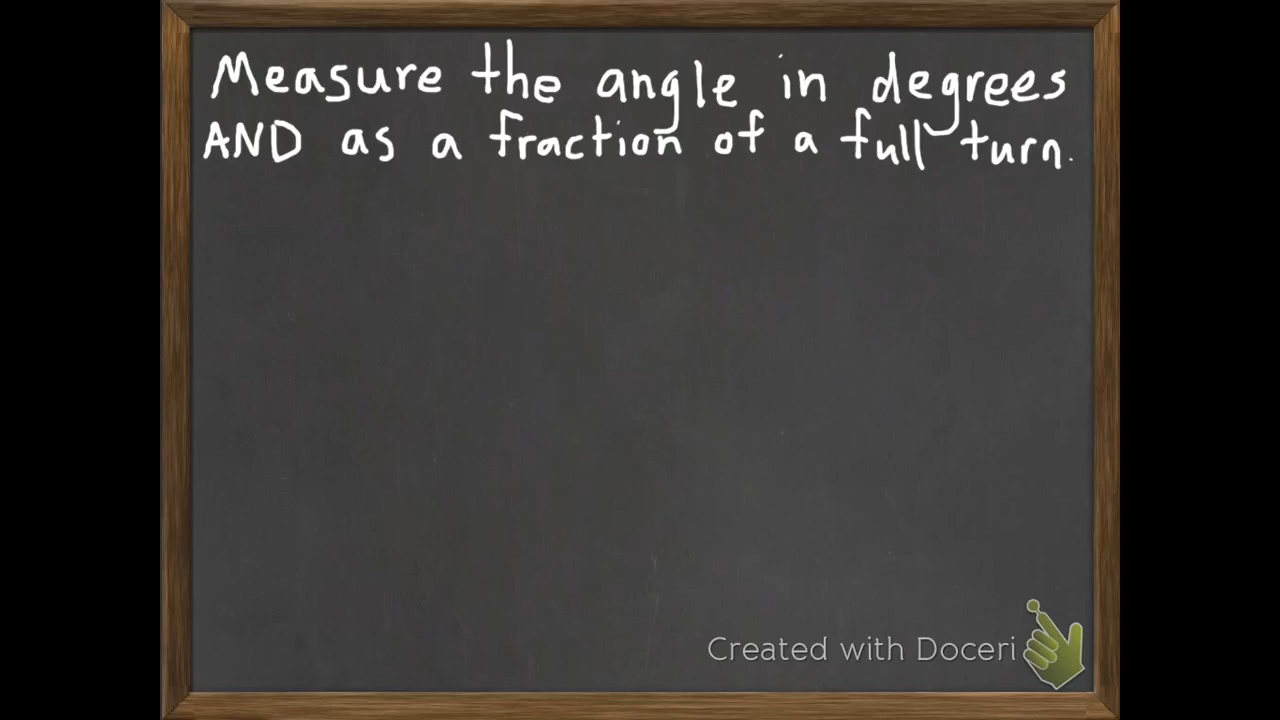 Measure the angle in degrees
AND as a fraction of a full turn.
Created with Doceri